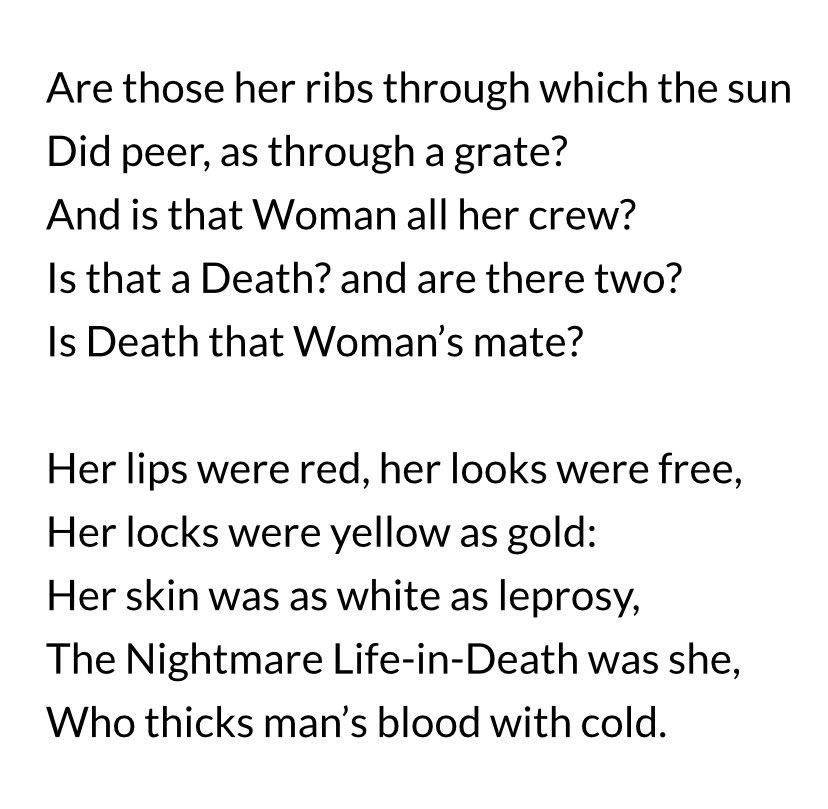 Are those her ribs through which the sun
Did peer, as through a grate?
And is that Woman all her crew?
Is that a Death? and are there two?
Is Death that Woman’s mate?

Her lips were red, her looks were free,
Her locks were yellow as gold:
Her skin was as white as leprosy,
The Nightmare Life-in-Death was she,
Who thicks man’s blood with cold.